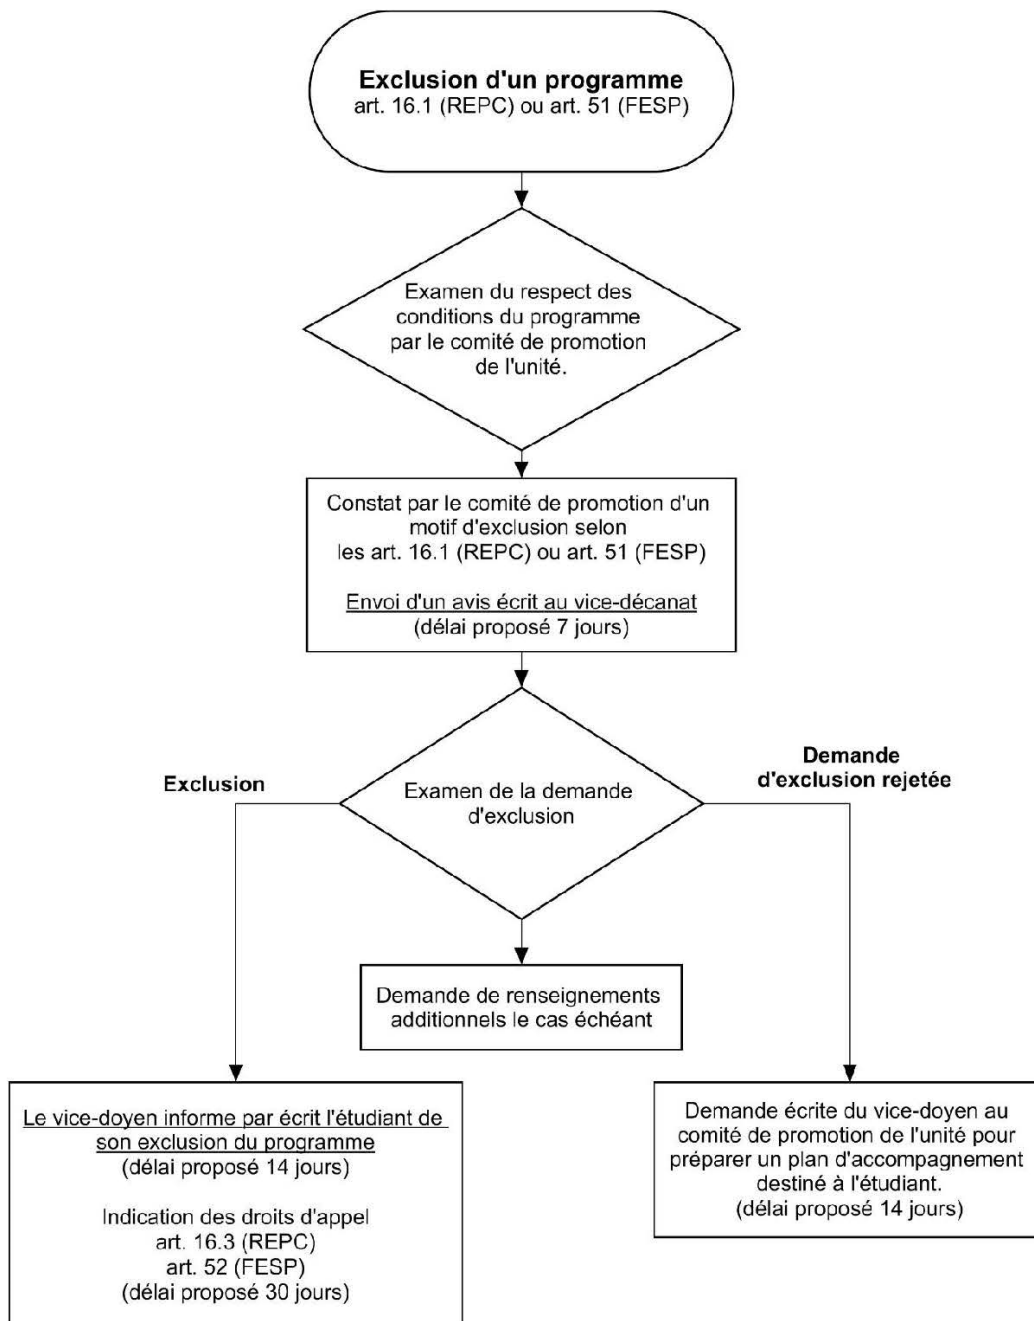 Exclusion d'un programme
art. 16.1 (REPC) ou art. 51 (FESP)
Examen du respect des
conditions du programme
par le comité de promotion
de l'unité.
Constat par le comité de promotion d'un
motif d'exclusion selon
les art. 16.1 (REPC) ou art. 51 (FESP)
Envoi d'un avis écrit au vice-décanat
(délai proposé 7 jours)
Exclusion
Examen de la demande
d'exclusion
Demande
d'exclusion rejetée
Demande de renseignements
additionnels le cas échéant
Le vice-doyen informe par écrit l'étudiant de
son exclusion du programme
(délai proposé 14 jours)
Indication des droits d'appel
art. 16.3 (REPC)
art. 52 (FESP)
(délai proposé 30 jours)
Demande écrite du vice-doyen au
comité de promotion de l'unité pour
préparer un plan d'accompagnement
destiné à l'étudiant.
(délai proposé 14 jours)